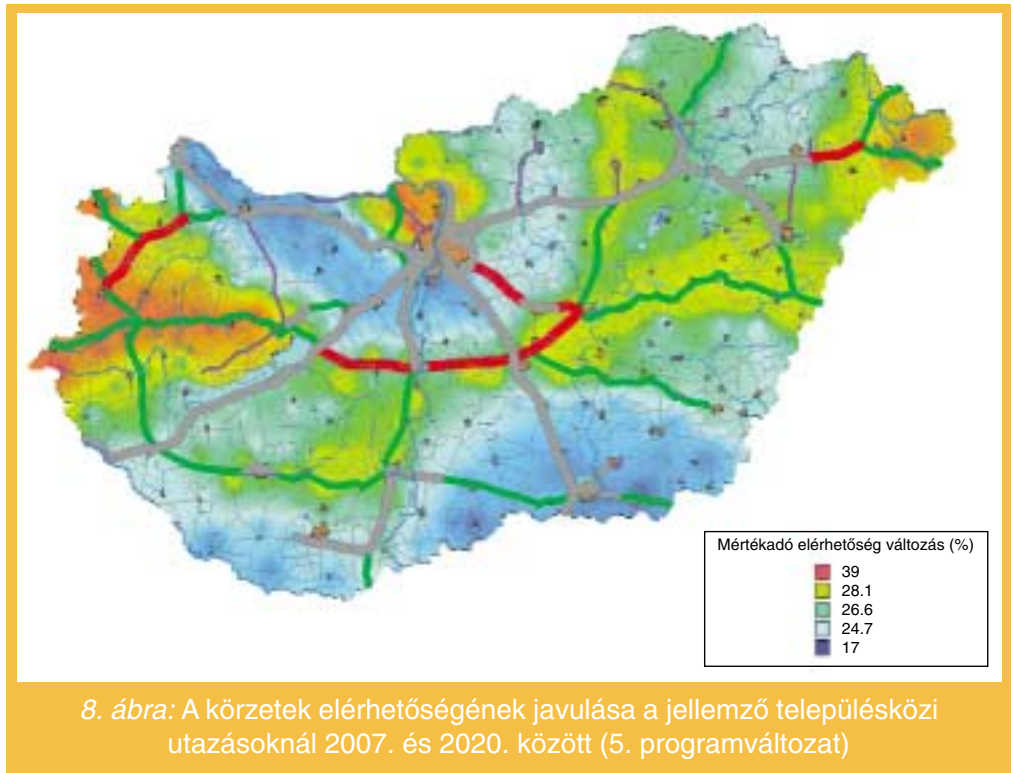 Mértékadó elérhetőség változás (%)
39
28.1
26.6
24.7
17
8. ábra: A körzetek elérhetőségének javulása a jellemző településközi
utazásoknál 2007. és 2020. között (5. programváltozat)